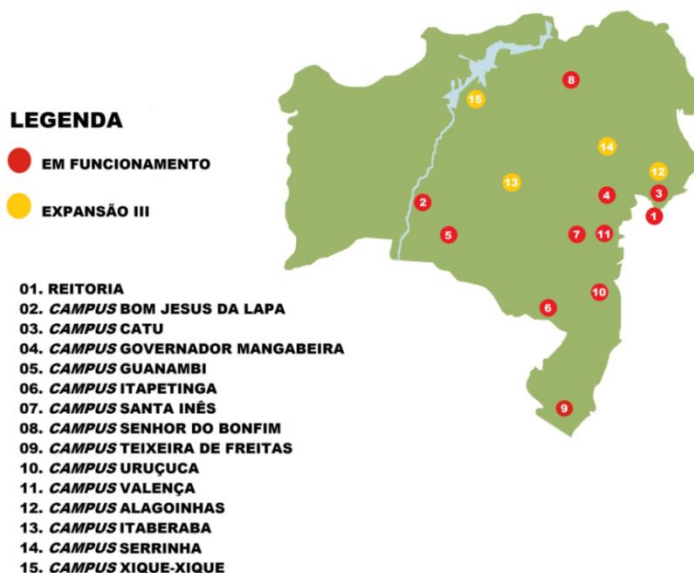 LEGENDA
EM FUNCIONAMENTO
EXPANSÃO III
01. REITORIA
02. CAMPUS BOM JESUS DA LAPA
03. CAMPUS CATU
04. CAMPUS GOVERNADOR MANGABEIRA
05. CAMPUS GUANAMBI
06. CAMPUS ITAPETINGA
07. CAMPUS SANTA INÊS
08. CAMPUS SENHOR DO BONFIM
09. CAMPUS TEIXEIRA DE FREITAS
10. CAMPUS URUÇUCA
11. CAMPUS VALENÇA
12. CAMPUS ALAGOINHAS
13. CAMPUS ITABERABA
14. CAMPUS SERRINHA
15. CAMPUS XIQUE-XIQUE
8
15
14
12
13
3
4
2
1
5
7
11
10
6
9